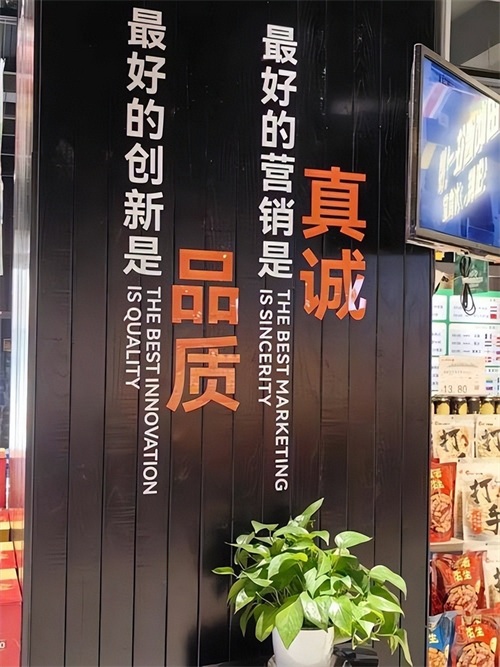 最好的营销是
真诚
THE BEST MARKETING
IS SINCERITY
最好的创新是
品质
THE BEST INNOVATION
IS QUALITY
13 80